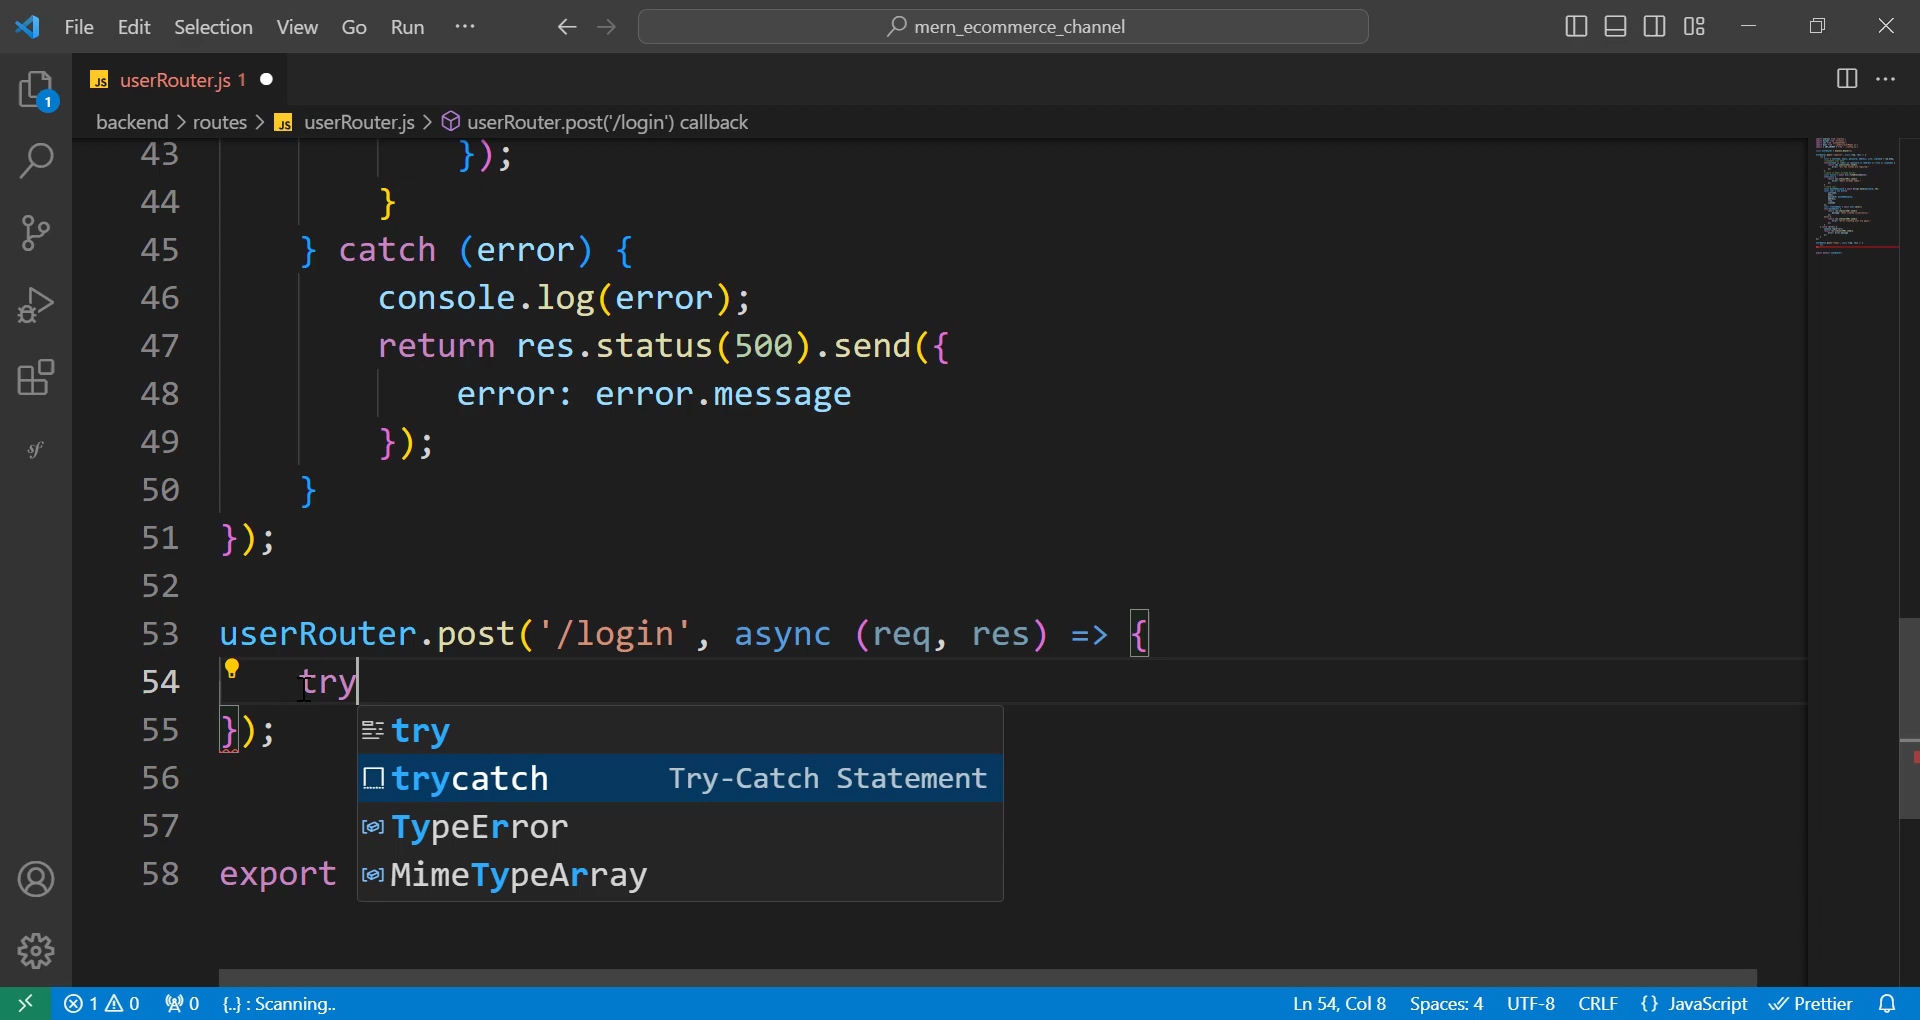 File Edit Selection View Go Run ··· mern_ecommerce_channel
JS userRouter.js 1
backend > routes > JS userRouter.js > userRouter.post('/login') callback
43 });
44 }
45 } catch (error) {
46 console.log(error);
47 return res.status(500).send({
48 error: error.message
49 });
50 }
51 });
52
53 userRouter.post('/login', async (req, res) => {
54 try
55 });
try
56
trycatch Try-Catch Statement
57
TypeError
58 export
MimeTypeArray
1
sf
1 0 0 {..} : Scanning.. Ln 54, Col 8 Spaces: 4 UTF-8 CRLF {} JavaScript Prettier